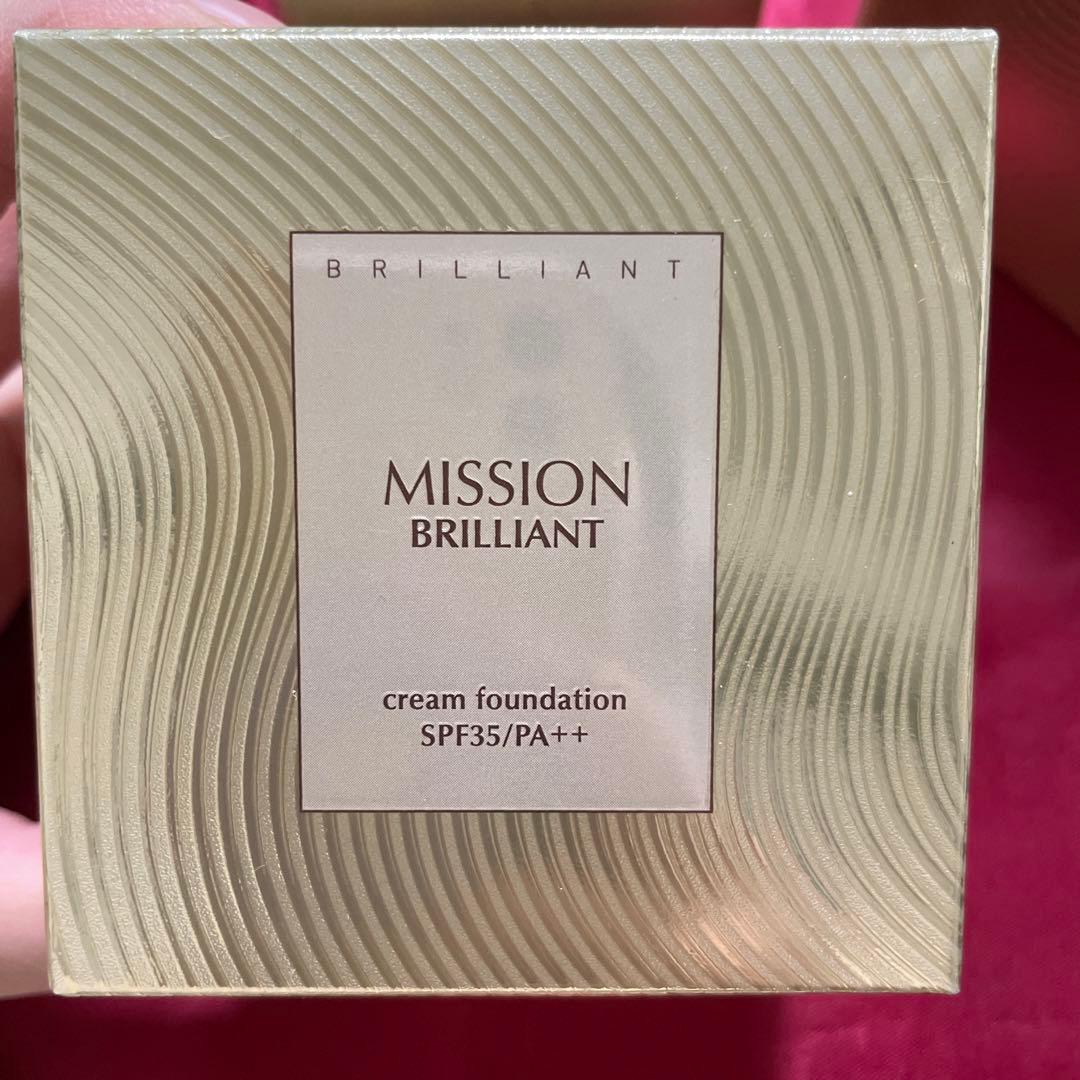 BRILLIANT
MISSION
BRILLIANT
cream foundation
SPF35/PA++